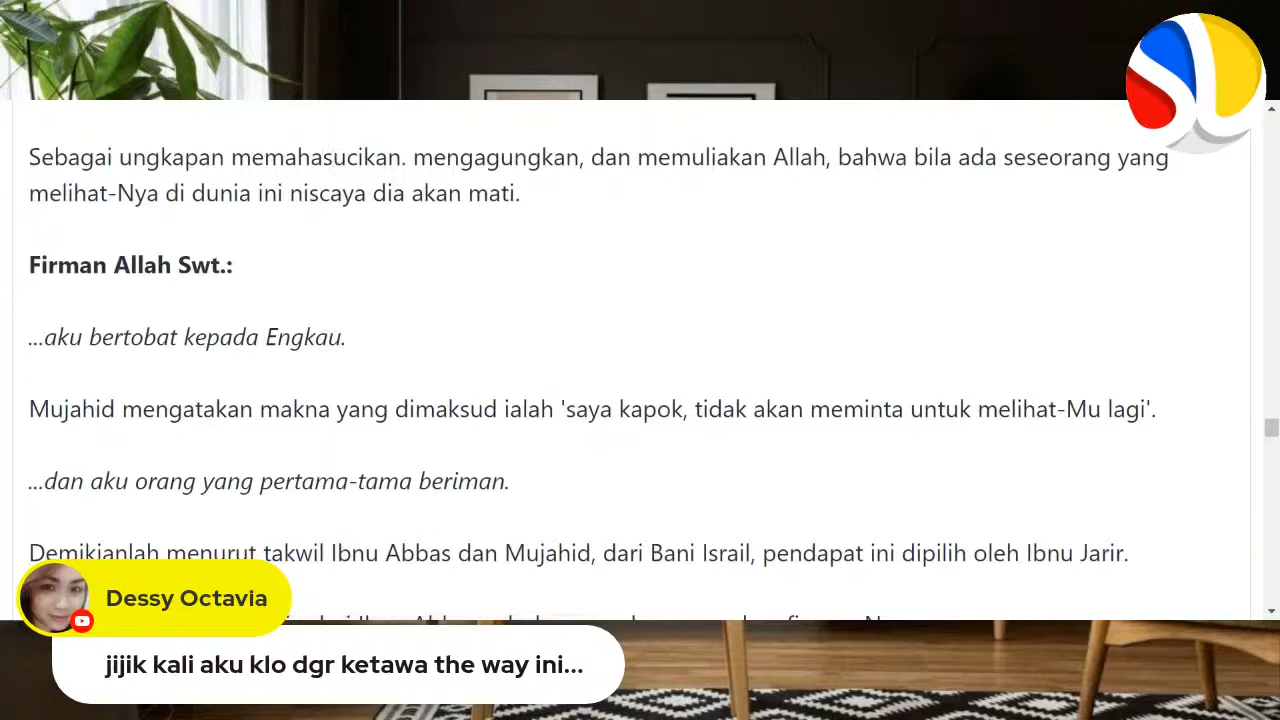 Sebagai ungkapan memahasucikan. mengagungkan, dan memuliakan Allah, bahwa bila ada seseorang yang
melihat-Nya di dunia ini niscaya dia akan mati.
Firman Allah Swt.:
...aku bertobat kepada Engkau.
Mujahid mengatakan makna yang dimaksud ialah 'saya kapok, tidak akan meminta untuk melihat-Mu lagi'.
...dan aku orang yang pertama-tama beriman.
Demikianlah menurut takwil Ibnu Abbas dan Mujahid, dari Bani Israil, pendapat ini dipilih oleh Ibnu Jarir.
Dessy Octavia
jijik kali aku klo dgr ketawa the way ini...